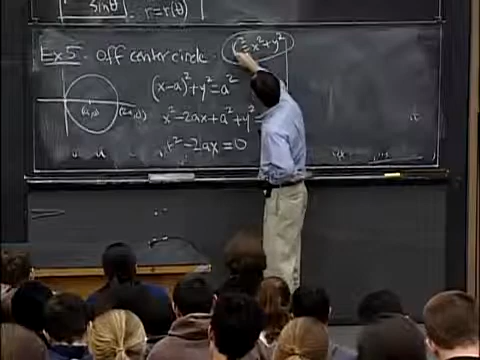 sinθ
r=r(θ)
Ex 5. off center circle.
r²=x²+y²
(x-a)²+y²=a²
(a,0)
(2a,0)
x²-2ax+a²+y²=
r²-2ax=0